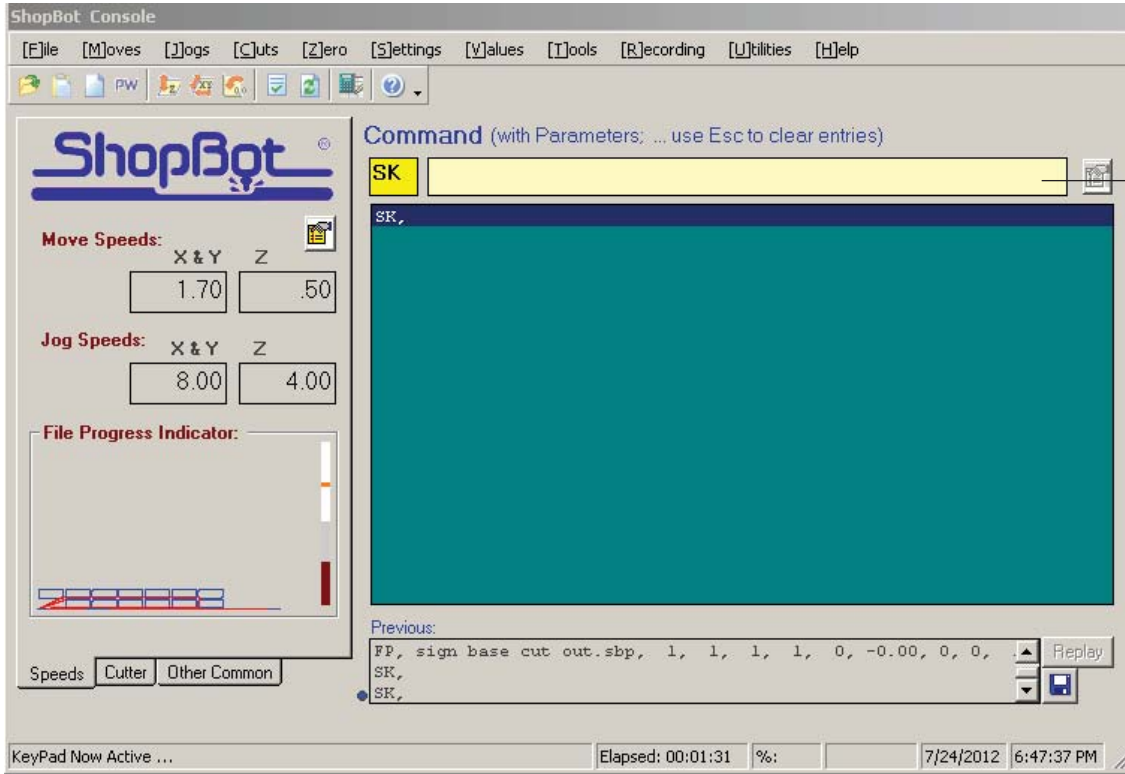 ShopBot Console
[F]ile [M]oves [J]ogs [C]uts [Z]ero [S]ettings [V]alues [T]ools [R]ecording [U]tilities [H]elp
PW
ShopBot ®
Move Speeds:
X & Y Z
1.70 .50
Jog Speeds:
X & Y Z
8.00 4.00
File Progress Indicator:
Speeds Cutter Other Common
Command (with Parameters; ... use Esc to clear entries)
SK
SK,
Previous:
FP, sign base cut out.sbp, 1, 1, 1, 1, 0, -0.00, 0, 0, .
SK,
SK,
Replay
KeyPad Now Active ... Elapsed: 00:01:31 %: 7/24/2012 6:47:37 PM